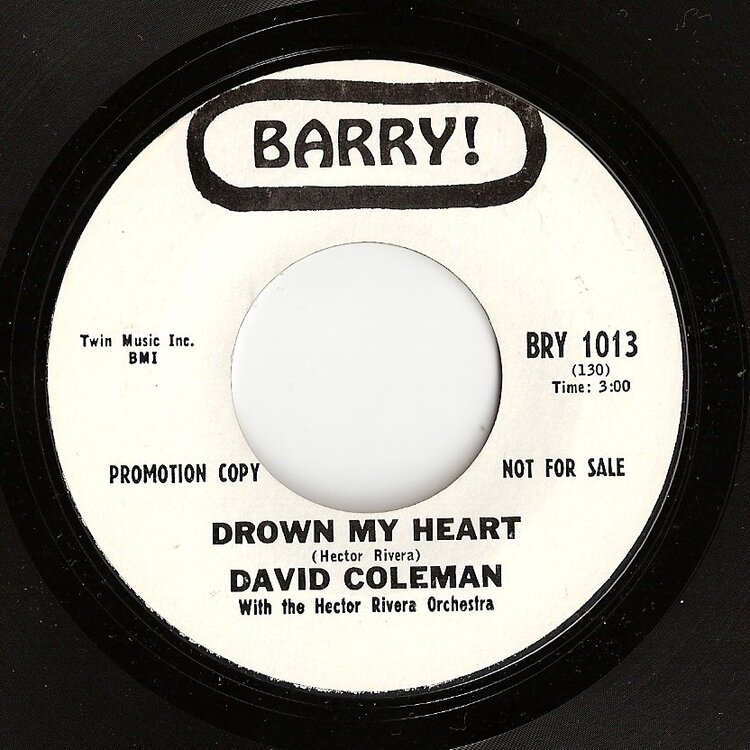 BARRY!
Twin Music Inc.
BMI
BRY 1013
(130)
Time: 3:00
PROMOTION COPY
NOT FOR SALE
DROWN MY HEART
(Hector Rivera)
DAVID COLEMAN
With the Hector Rivera Orchestra